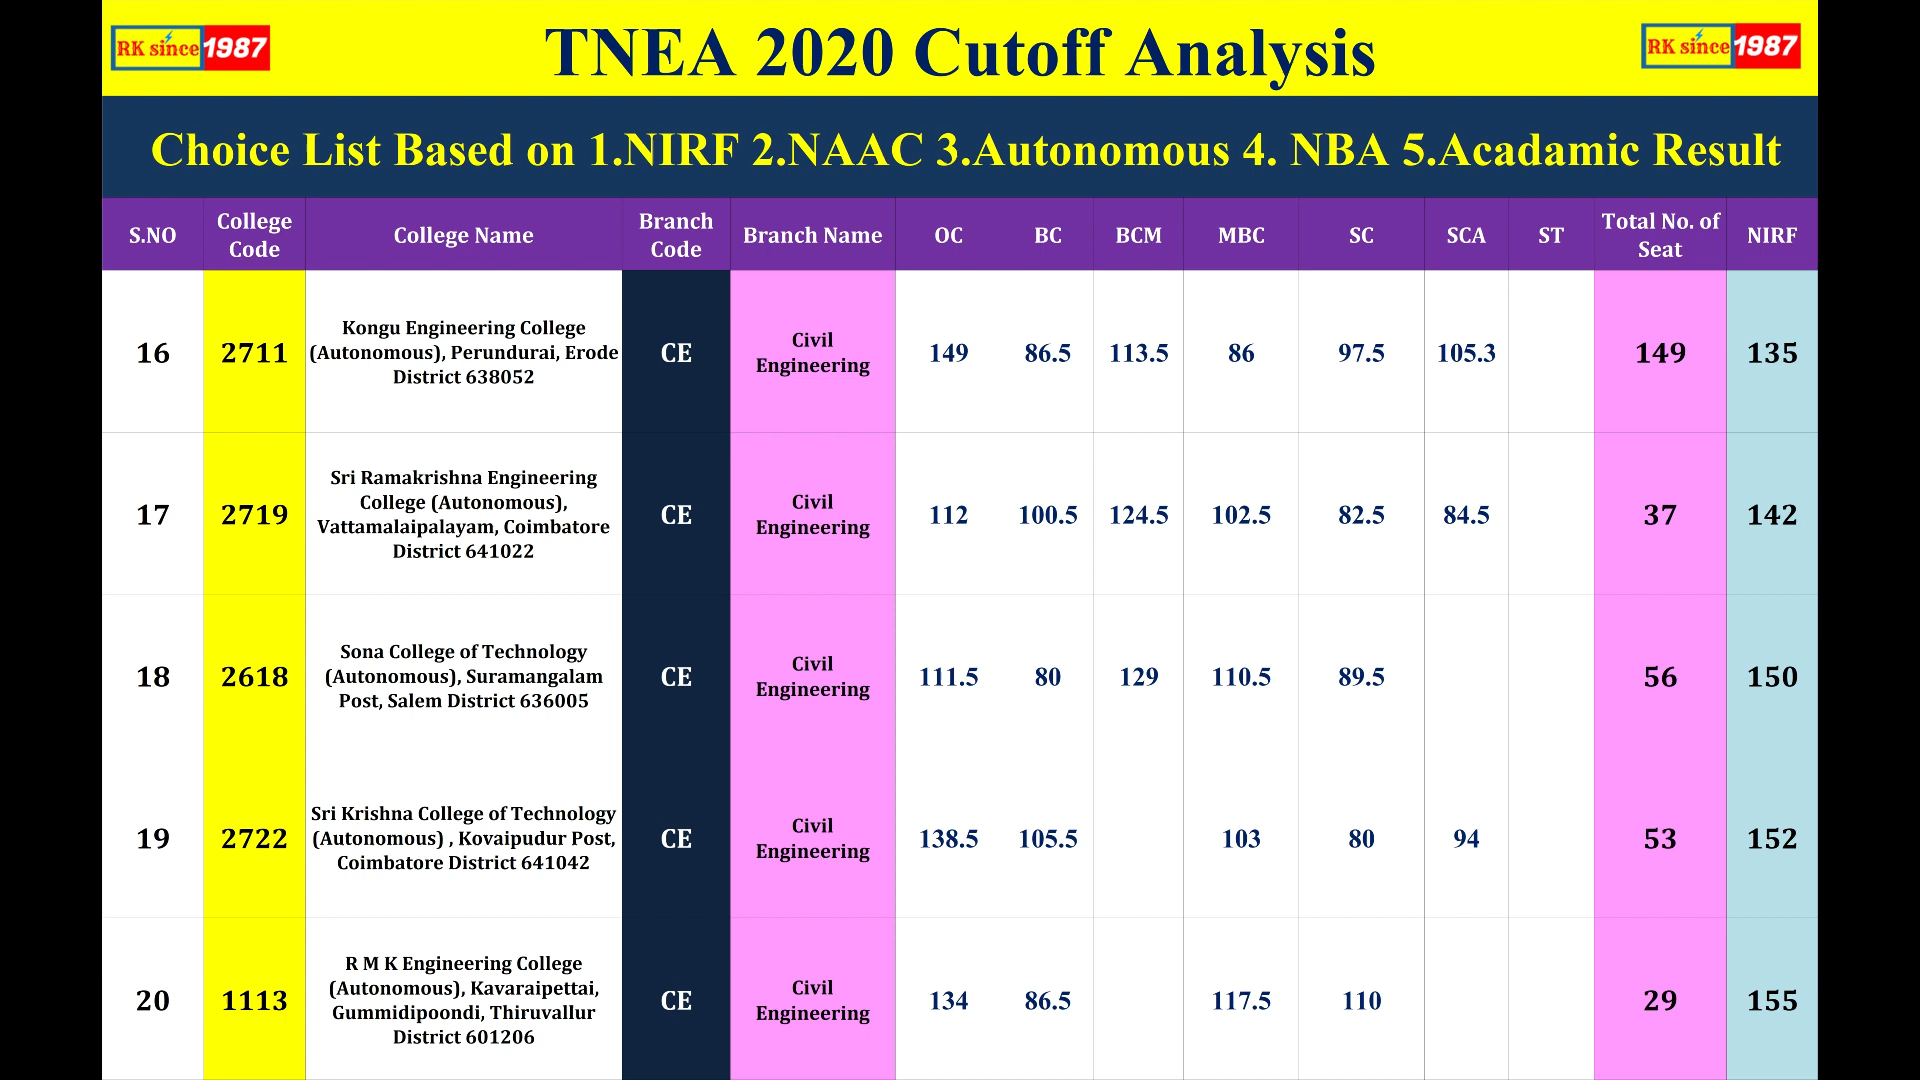 RK since 1987
TNEA 2020 Cutoff Analysis
RK since 1987
Choice List Based on 1.NIRF 2.NAAC 3.Autonomous 4. NBA 5.Acadamic Result
S.NO College Code College Name Branch Code Branch Name OC BC BCM MBC SC SCA ST Total No. of Seat NIRF
16 2711 Kongu Engineering College (Autonomous), Perundurai, Erode District 638052 CE Civil Engineering 149 86.5 113.5 86 97.5 105.3 149 135
17 2719 Sri Ramakrishna Engineering College (Autonomous), Vattamalaipalayam, Coimbatore District 641022 CE Civil Engineering 112 100.5 124.5 102.5 82.5 84.5 37 142
18 2618 Sona College of Technology (Autonomous), Suramangalam Post, Salem District 636005 CE Civil Engineering 111.5 80 129 110.5 89.5 56 150
19 2722 Sri Krishna College of Technology (Autonomous) , Kovaipudur Post, Coimbatore District 641042 CE Civil Engineering 138.5 105.5 103 80 94 53 152
20 1113 R M K Engineering College (Autonomous), Kavaraipettai, Gummidipoondi, Thiruvallur District 601206 CE Civil Engineering 134 86.5 117.5 110 29 155